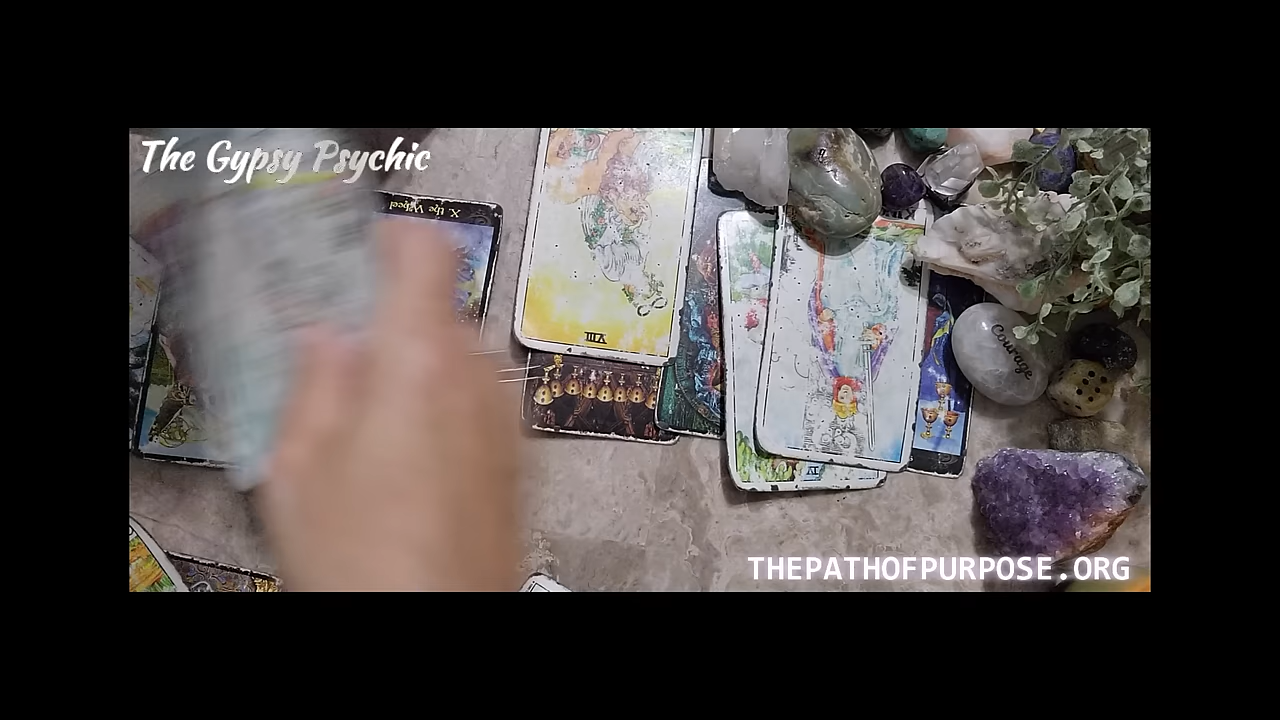 The Gypsy Psychic
X. the Wheel
VIII
Courage
THEPATHOFPURPOSE.ORG